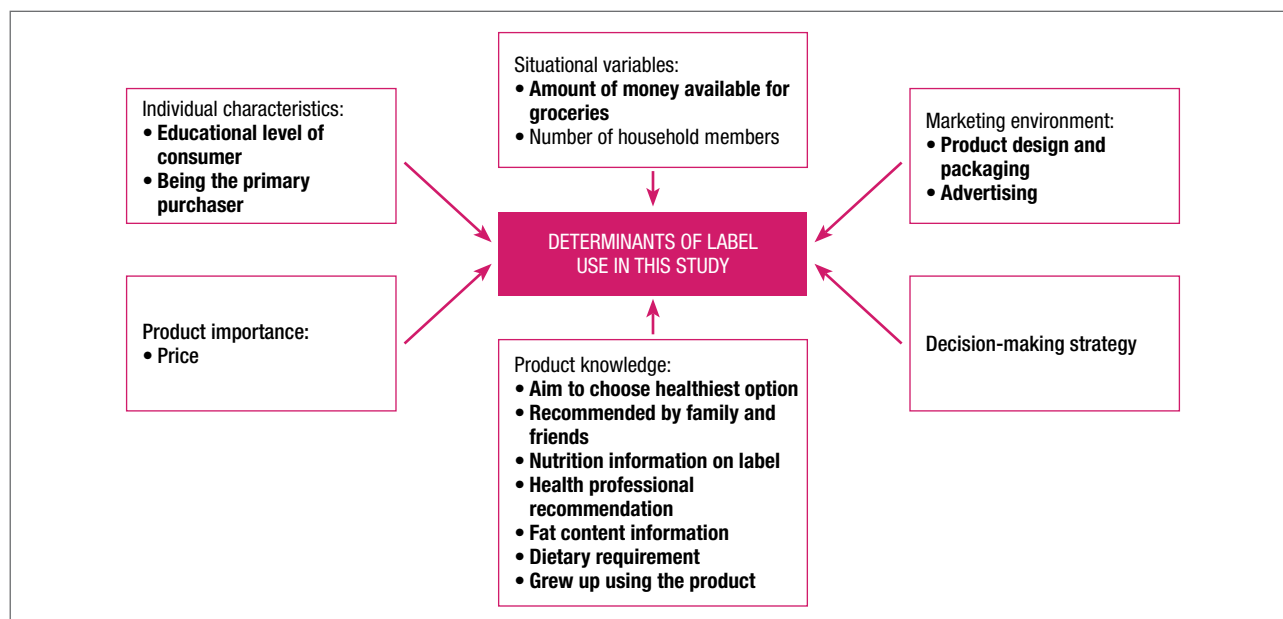 Individual characteristics:
• Educational level of
consumer
• Being the primary
purchaser
Situational variables:
• Amount of money available for
groceries
• Number of household members
Marketing environment:
• Product design and
packaging
• Advertising
DETERMINANTS OF LABEL
USE IN THIS STUDY
Product importance:
• Price
Product knowledge:
• Aim to choose healthiest option
• Recommended by family and
friends
• Nutrition information on label
• Health professional
recommendation
• Fat content information
• Dietary requirement
• Grew up using the product
Decision-making strategy